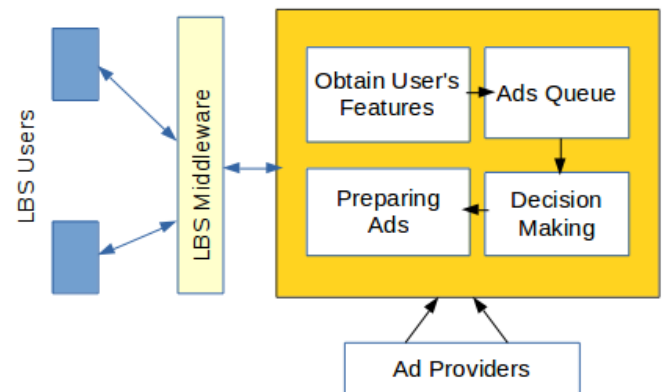 LBS Users
LBS Middleware
Obtain User's
Features
Ads Queue
Preparing
Ads
Decision
Making
Ad Providers